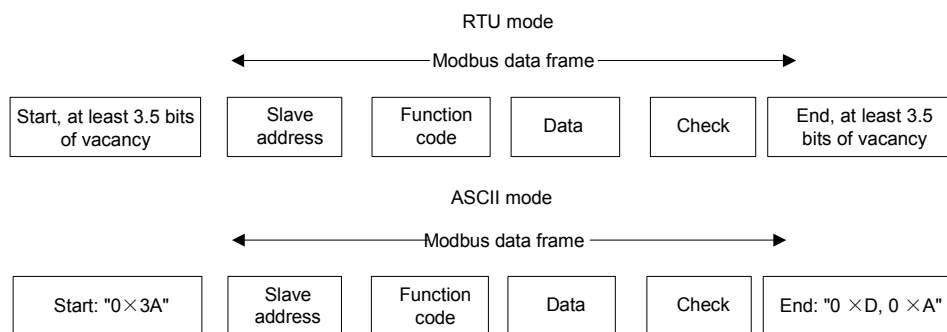 RTU mode
Modbus data frame
Start, at least 3.5 bits
of vacancy
Slave
address
Function
code
Data
Check
End, at least 3.5
bits of vacancy
ASCII mode
Modbus data frame
Start: "0×3A"
Slave
address
Function
code
Data
Check
End: "0 ×D, 0 ×A"